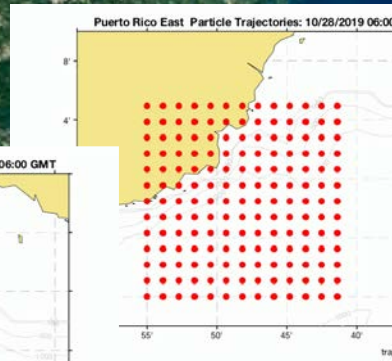 Puerto Rico East Particle Trajectories: 10/28/2019 06:00
8'
4'
06:00 GMT
55'
50'
45'
40'
tra